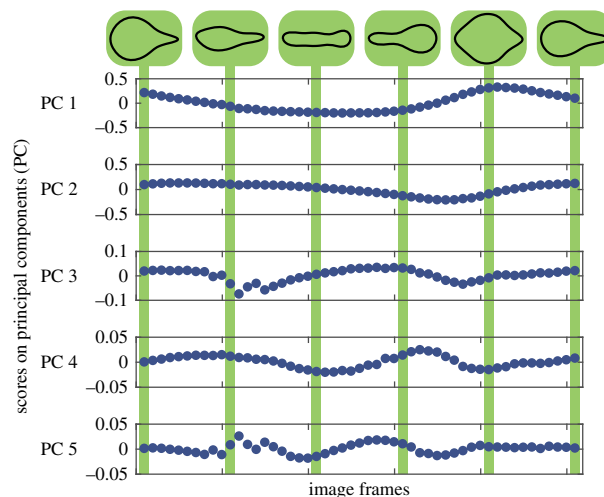 0.5
PC 1
0
–0.5
0.5
PC 2
0
–0.5
0.1
PC 3
0
–0.1
0.05
PC 4
0
–0.05
0.05
PC 5
0
–0.05
scores on principal components (PC)
image frames